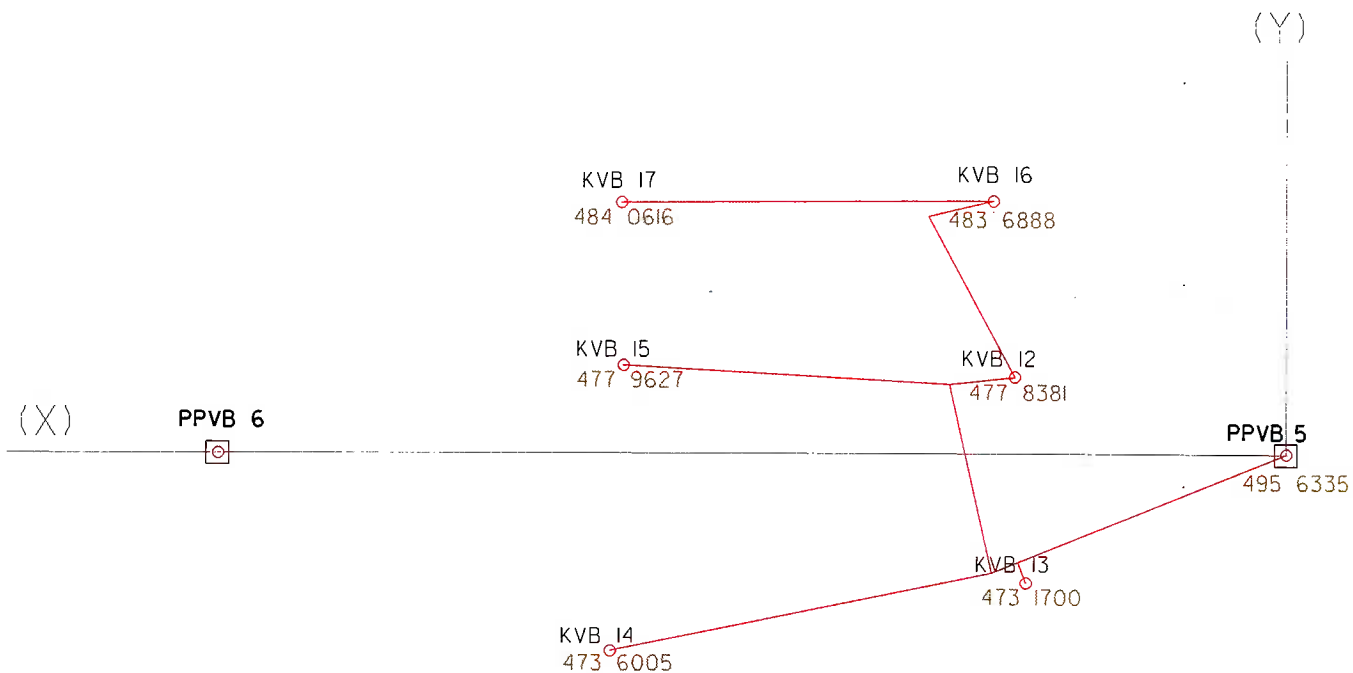 (Y)
KVB 17
484 0616
KVB 16
483 6888
KVB 15
477 9627
KVB 12
477 8381
(X)
PPVB 6
PPVB 5
495 6335
KVB 13
473 1700
KVB 14
473 6005